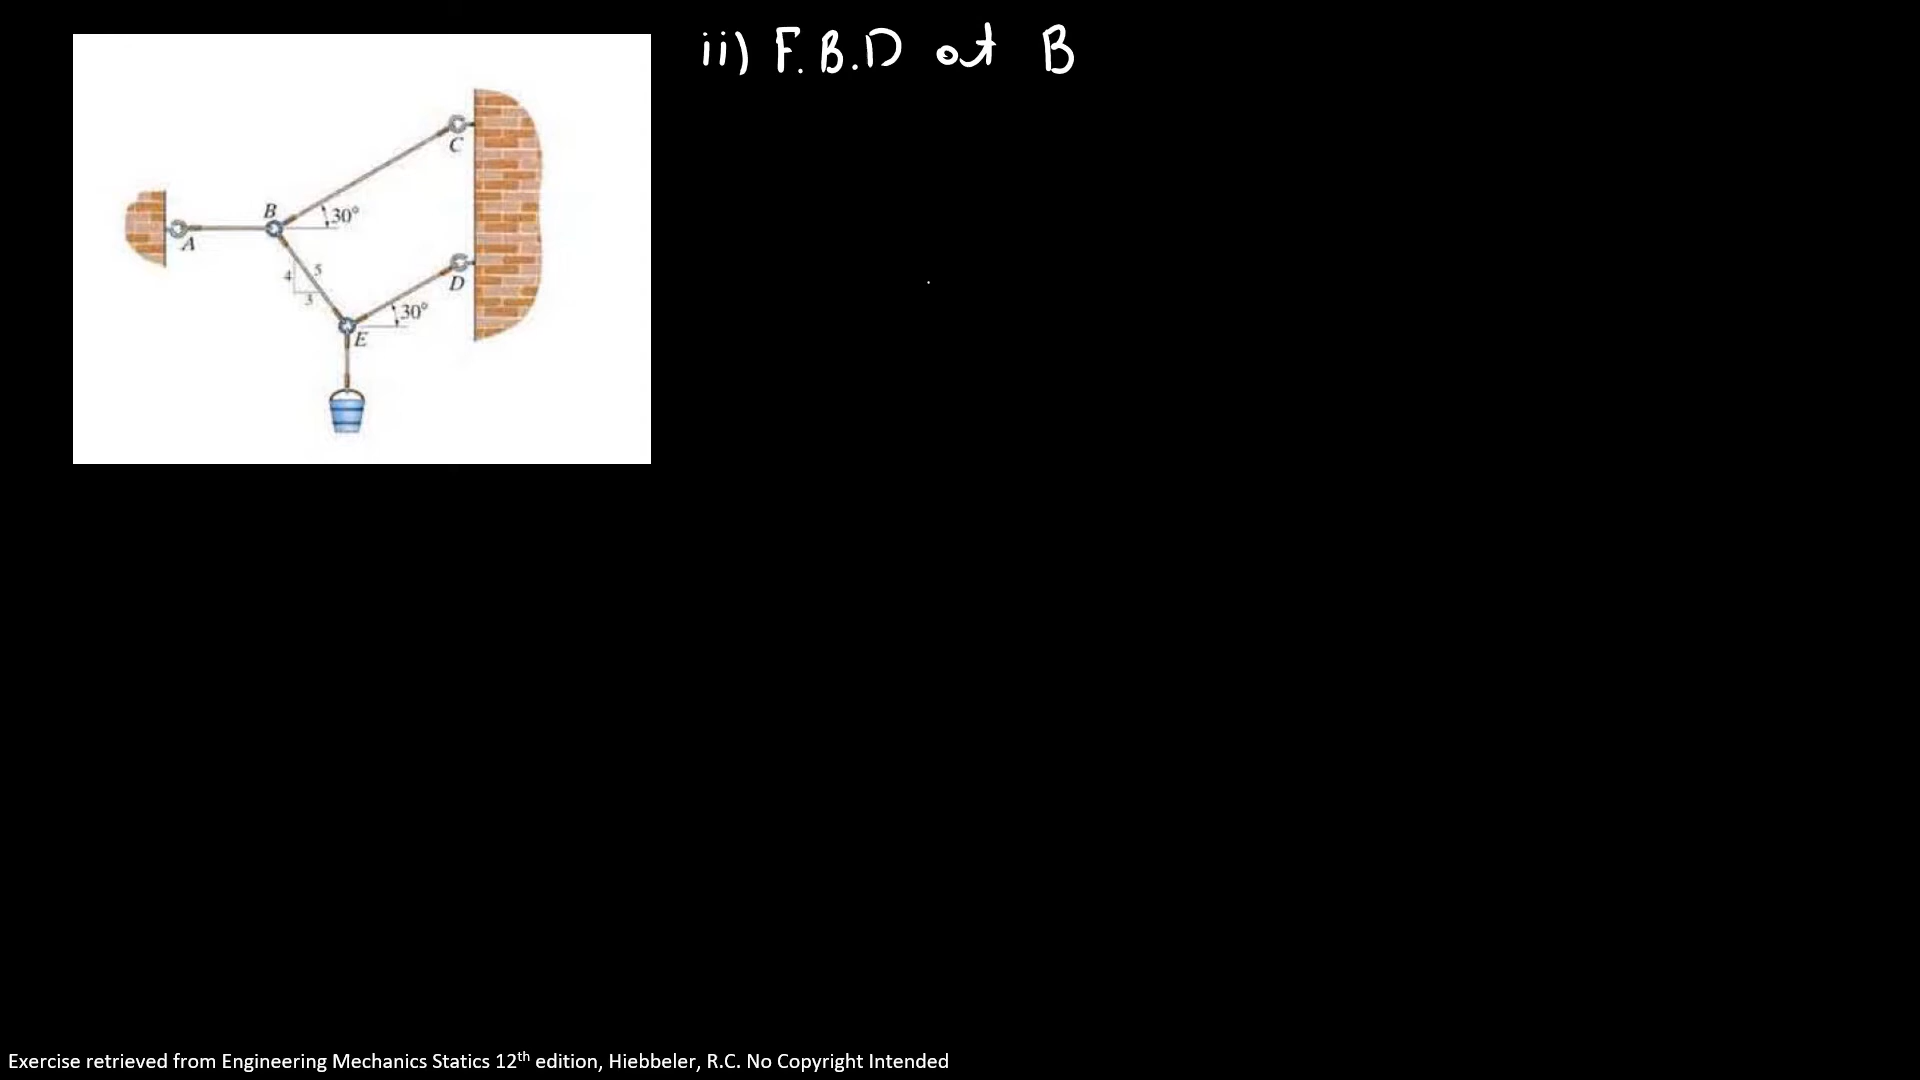 ii) F.B.D at B
C
B
30°
A
5
4
D
3
30°
E
Exercise retrieved from Engineering Mechanics Statics 12th edition, Hiebbeler, R.C. No Copyright Intended